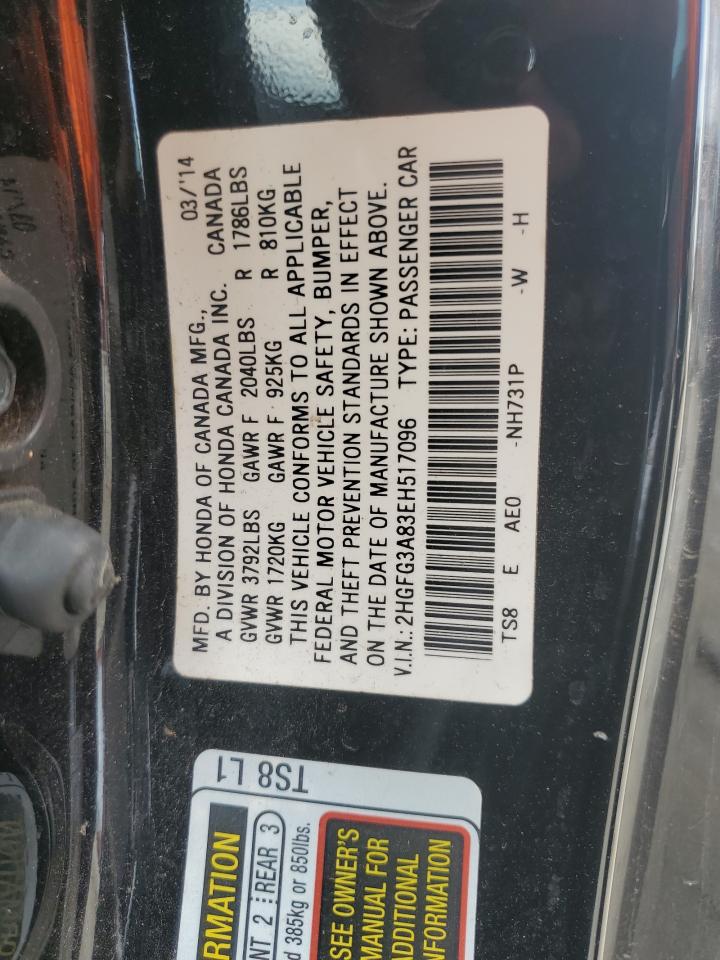 MFD. BY HONDA OF CANADA MFG., 03/'14
A DIVISION OF HONDA CANADA INC. CANADA
GVWR 3792LBS GAWR F 2040LBS R 1786LBS
GVWR 1720KG GAWR F 925KG R 810KG
THIS VEHICLE CONFORMS TO ALL APPLICABLE
FEDERAL MOTOR VEHICLE SAFETY, BUMPER,
AND THEFT PREVENTION STANDARDS IN EFFECT
ON THE DATE OF MANUFACTURE SHOWN ABOVE.
V.I.N.: 2HGFG3A83EH517096 TYPE: PASSENGER CAR
TS8 E AE0 -NH731P -W -H
TS8 L1
RMATION
NT 2 REAR 3
d 385kg or 850lbs.
SEE OWNER'S
MANUAL FOR
ADDITIONAL
NFORMATION